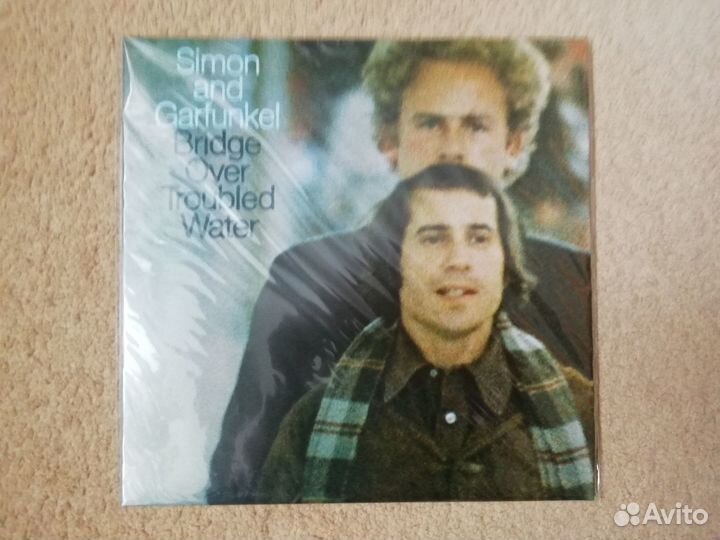 Simon
and
Garfunkel
Bridge
Over
Troubled
Water
Avito